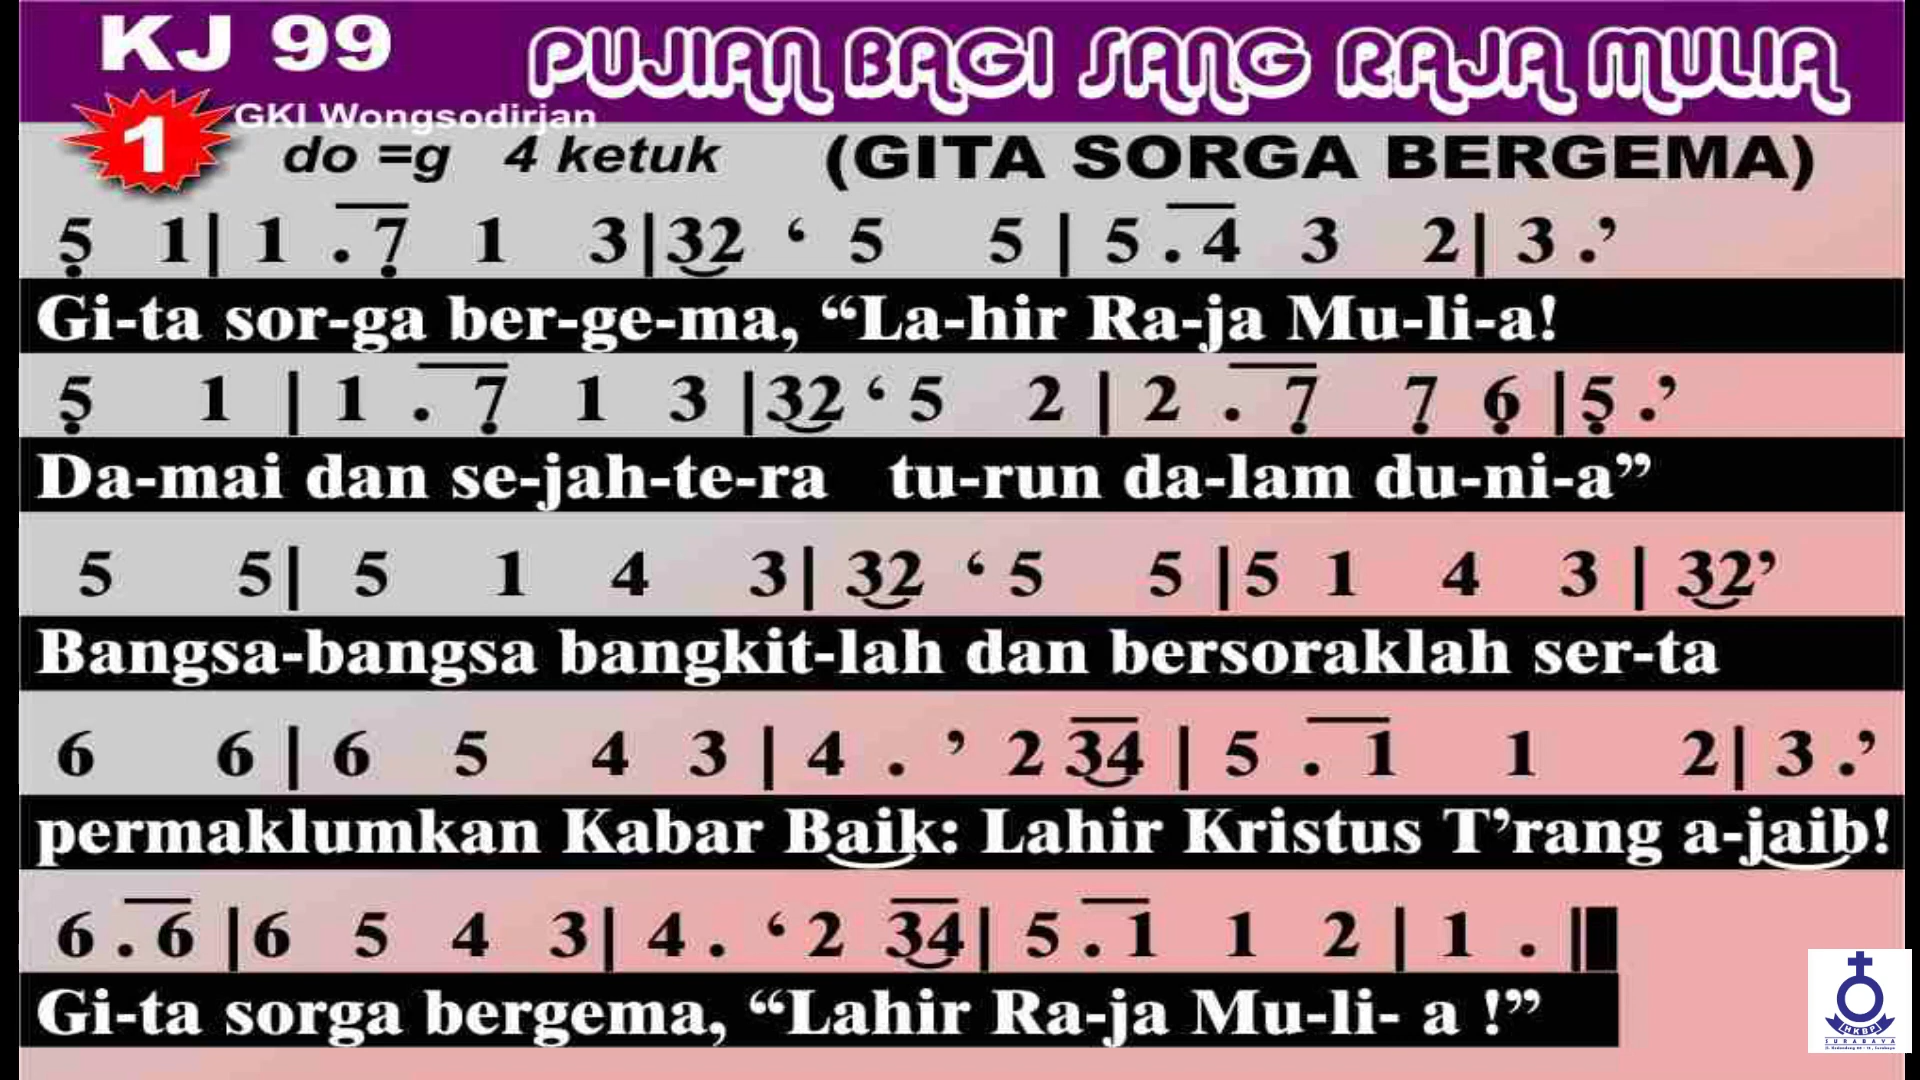 KJ 99 PUJIAN BAGI SANG RAJA MULIA
GKI Wongsodirjan
1 do =g 4 ketuk (GITA SORGA BERGEMA)
5̣ 1 | 1 . 7̣ 1 3 | 32 ‘ 5 5 | 5 . 4 3 2 | 3 .’
Gi-ta sor-ga ber-ge-ma, “La-hir Ra-ja Mu-li-a!
5̣ 1 | 1 . 7̣ 1 3 | 32 ‘ 5 2 | 2 . 7̣ 7̣ 6̣ | 5̣ .’
Da-mai dan se-jah-te-ra tu-run da-lam du-ni-a”
5 5 | 5 1 4 3 | 32 ‘ 5 5 | 5 1 4 3 | 32’
Bangsa-bangsa bangkit-lah dan bersoraklah ser-ta
6 6 | 6 5 4 3 | 4 . ’ 2 34 | 5 . 1 1 2 | 3 .’
permaklumkan Kabar Baik: Lahir Kristus T’rang a-jaib!
6 . 6 | 6 5 4 3 | 4 . ‘ 2 34 | 5 . 1 1 2 | 1 . ||
Gi-ta sorga bergema, “Lahir Ra-ja Mu-li- a !”
HKBP
SURABAYA